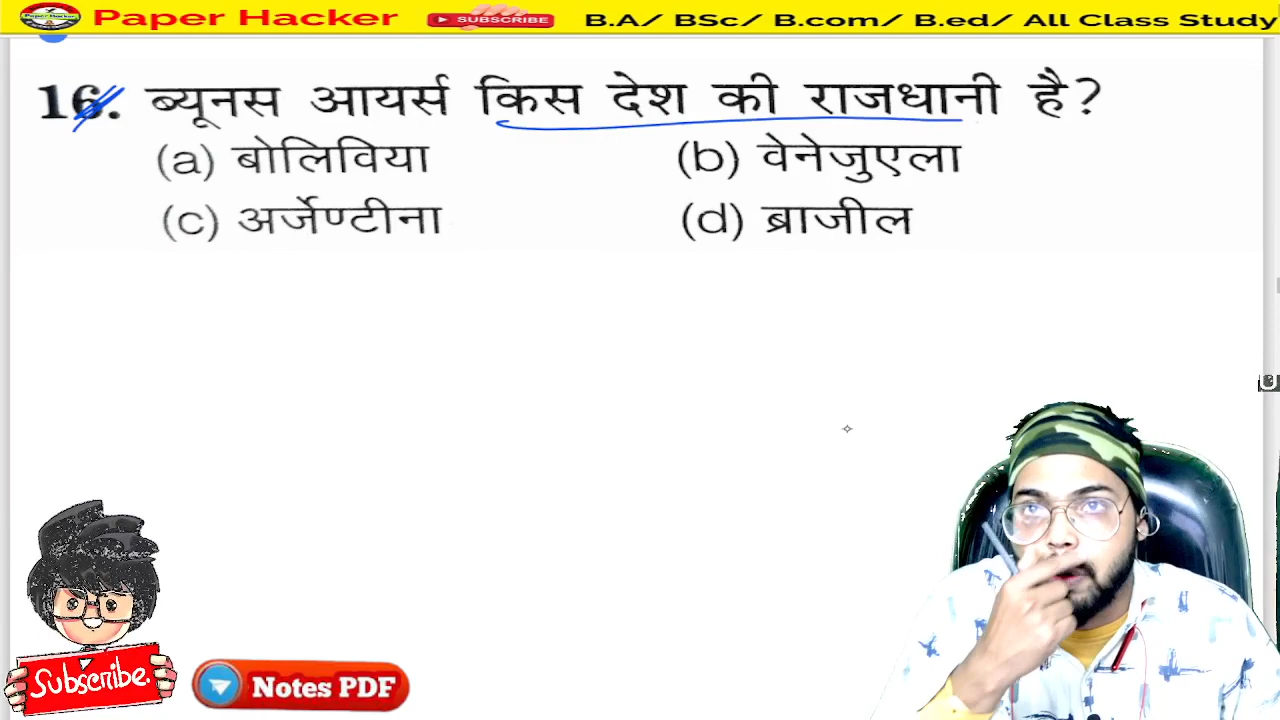 Paper Hacker SUBSCRIBE B.A/ BSc/ B.com/ B.ed/ All Class Study
16. ब्यूनस आयर्स किस देश की राजधानी है?
(a) बोलिविया (b) वेनेजुएला
(c) अर्जेण्टीना (d) ब्राजील
Subscribe.
Notes PDF